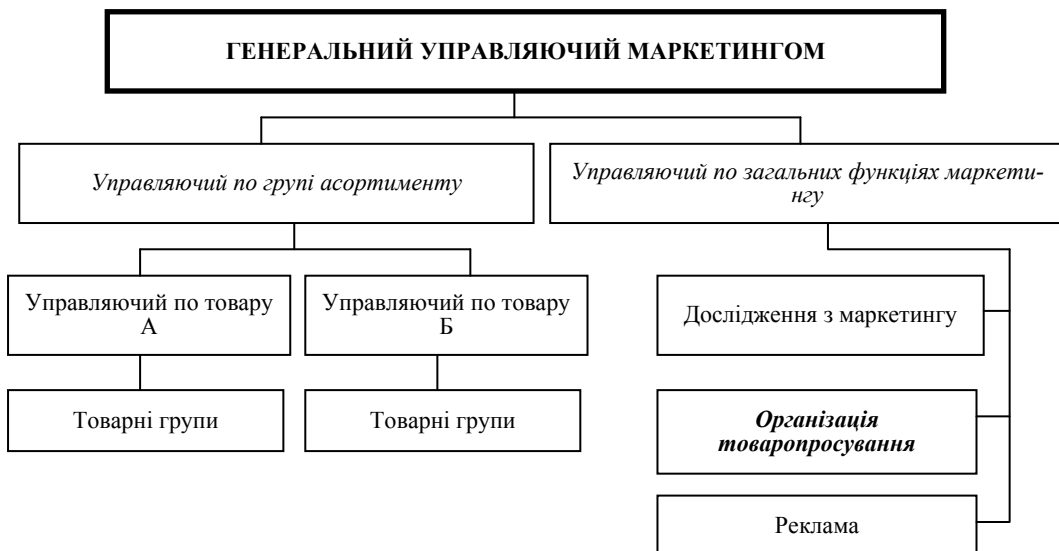 ГЕНЕРАЛЬНИЙ УПРАВЛЯЮЧИЙ МАРКЕТИНГОМ
Управляючий по групі асортименту
Управляючий по загальних функціях маркети-
нгу
Управляючий по товару
А
Управляючий по товару
Б
Дослідження з маркетингу
Товарні групи
Товарні групи
Організація
товаропросування
Реклама